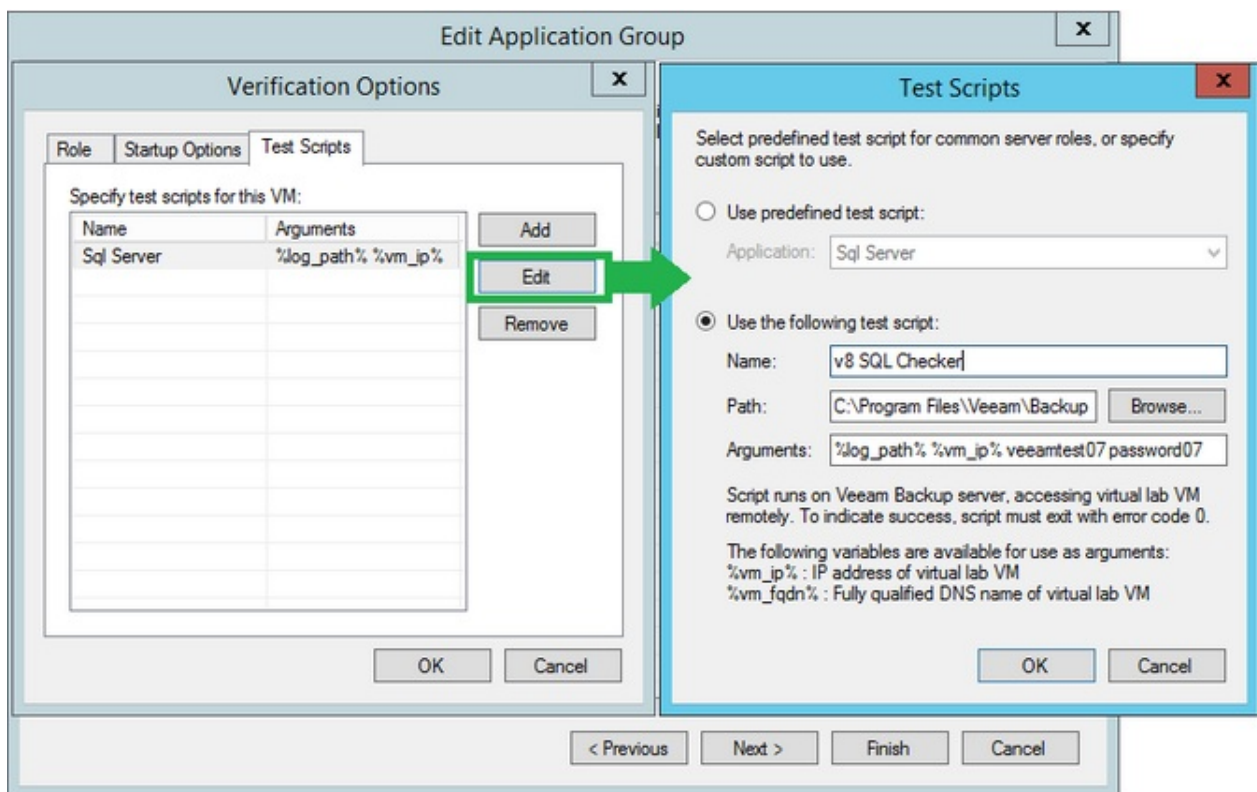 Edit Application Group
x
Verification Options
x
Role
Startup Options
Test Scripts
Specify test scripts for this VM:
Name
Arguments
Sql Server
%log_path% %vm_ip%
Add
Edit
Remove
OK
Cancel
Test Scripts
x
Select predefined test script for common server roles, or specify
custom script to use.
Use predefined test script:
Application:
Sql Server
Use the following test script:
Name:
v8 SQL Checker
Path:
C:\Program Files\Veeam\Backup
Browse...
Arguments:
%log_path% %vm_ip% veeamtest07 password07
Script runs on Veeam Backup server, accessing virtual lab VM
remotely. To indicate success, script must exit with error code 0.
The following variables are available for use as arguments:
%vm_ip% : IP address of virtual lab VM
%vm_fqdn% : Fully qualified DNS name of virtual lab VM
OK
Cancel
< Previous
Next >
Finish
Cancel